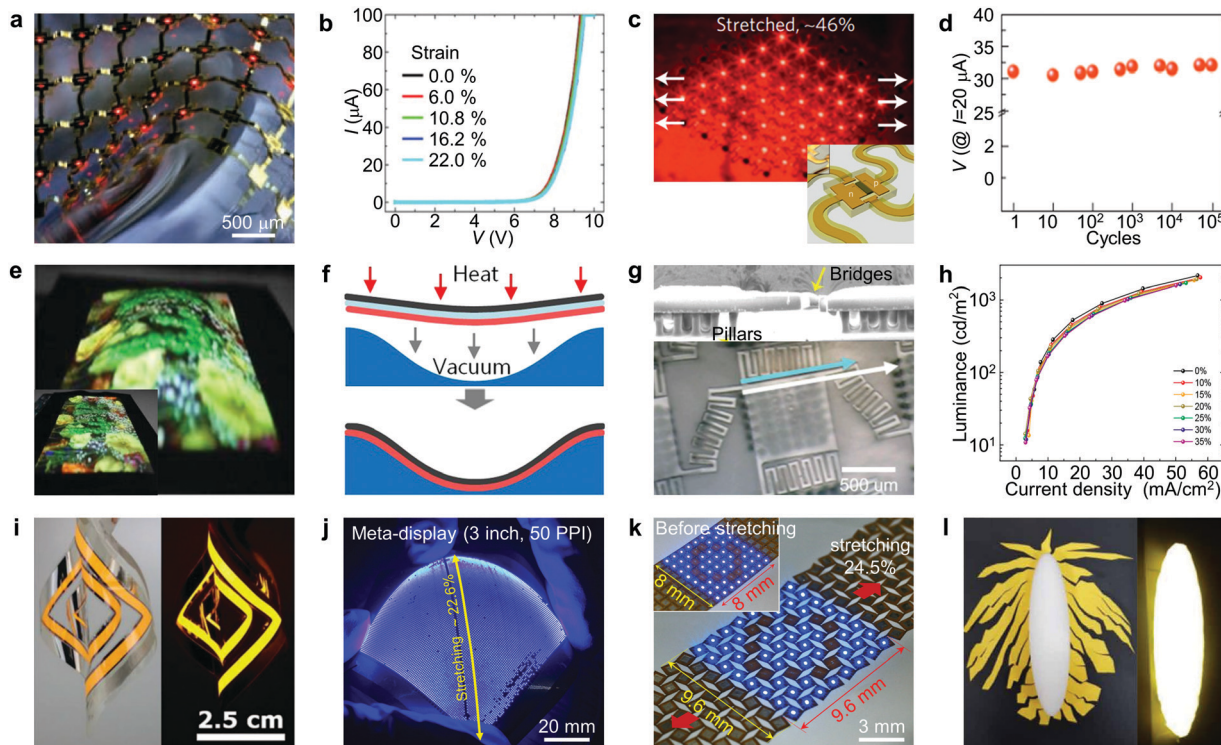 a
500 μm
b
I (μA)
100
80
60
40
20
0
Strain
0.0 %
6.0 %
10.8 %
16.2 %
22.0 %
0 2 4 6 8 10
V (V)
c
Stretched, ~46%
n
p
d
V (@ I=20 μA)
35
30
25
2
0
1 10 10² 10³ 10⁴ 10⁵
Cycles
e
f
Heat
Vacuum
g
Bridges
Pillars
500 um
h
Luminance (cd/m²)
10³
10²
10¹
0%
10%
15%
20%
25%
30%
35%
0 10 20 30 40 50 60
Current density (mA/cm²)
i
2.5 cm
j
Meta-display (3 inch, 50 PPI)
Stretching ~ 22.6%
20 mm
k
Before stretching
8 mm
8 mm
stretching
24.5%
9.6 mm
9.6 mm
3 mm
l